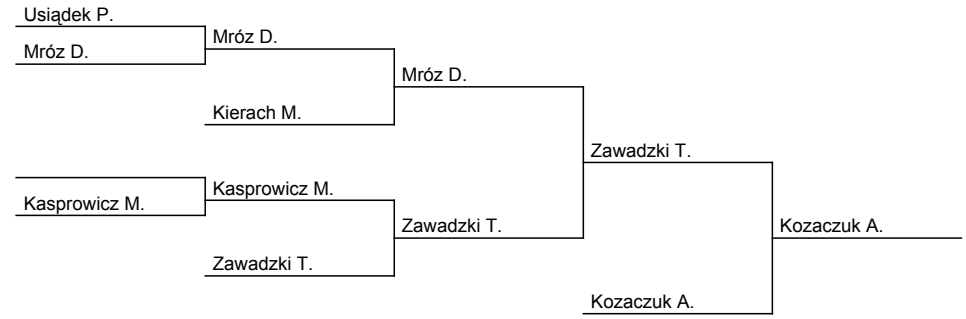 Usiądek P.
Mróz D.
Mróz D.
Mróz D.
Kierach M.
Zawadzki T.
Kasprowicz M.
Kasprowicz M.
Zawadzki T.
Kozaczuk A.
Zawadzki T.
Kozaczuk A.